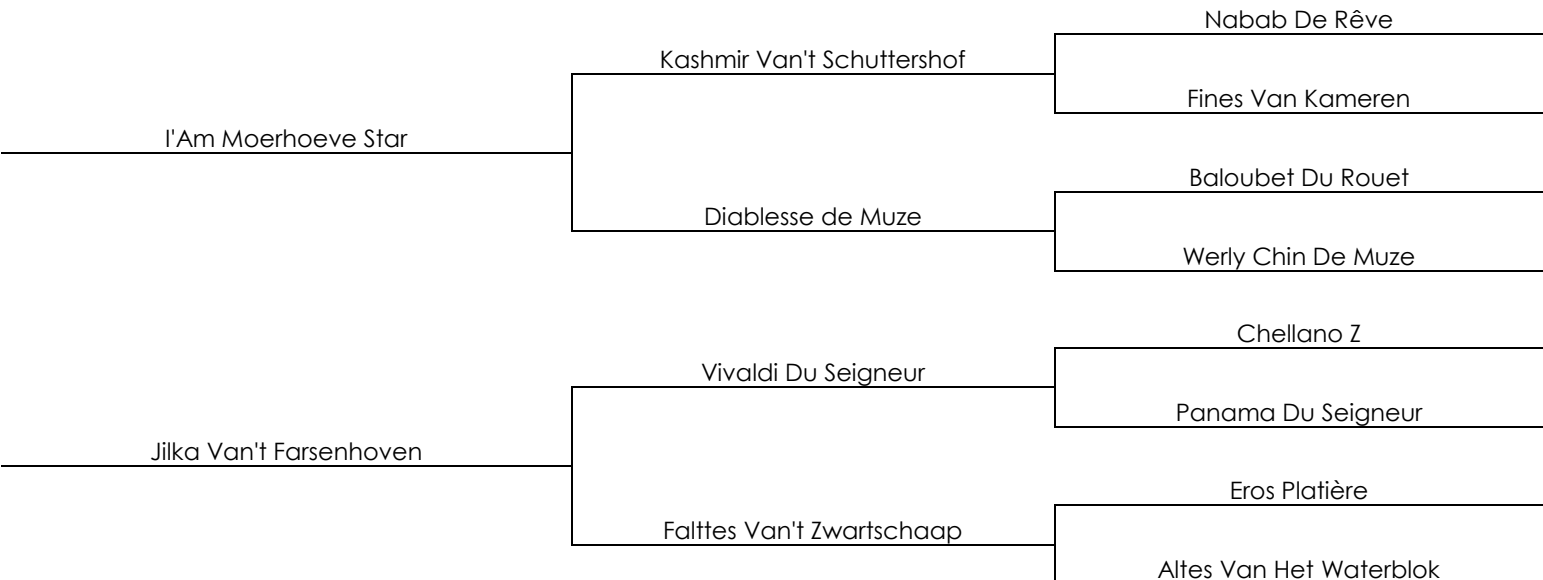 Nabab De Rêve
Kashmir Van't Schuttershof
Fines Van Kameren
I'Am Moerhoeve Star
Baloubet Du Rouet
Diablesse de Muze
Werly Chin De Muze
Chellano Z
Vivaldi Du Seigneur
Panama Du Seigneur
Jilka Van't Farsenhoven
Eros Platière
Falttes Van't Zwartschaap
Altes Van Het Waterblok